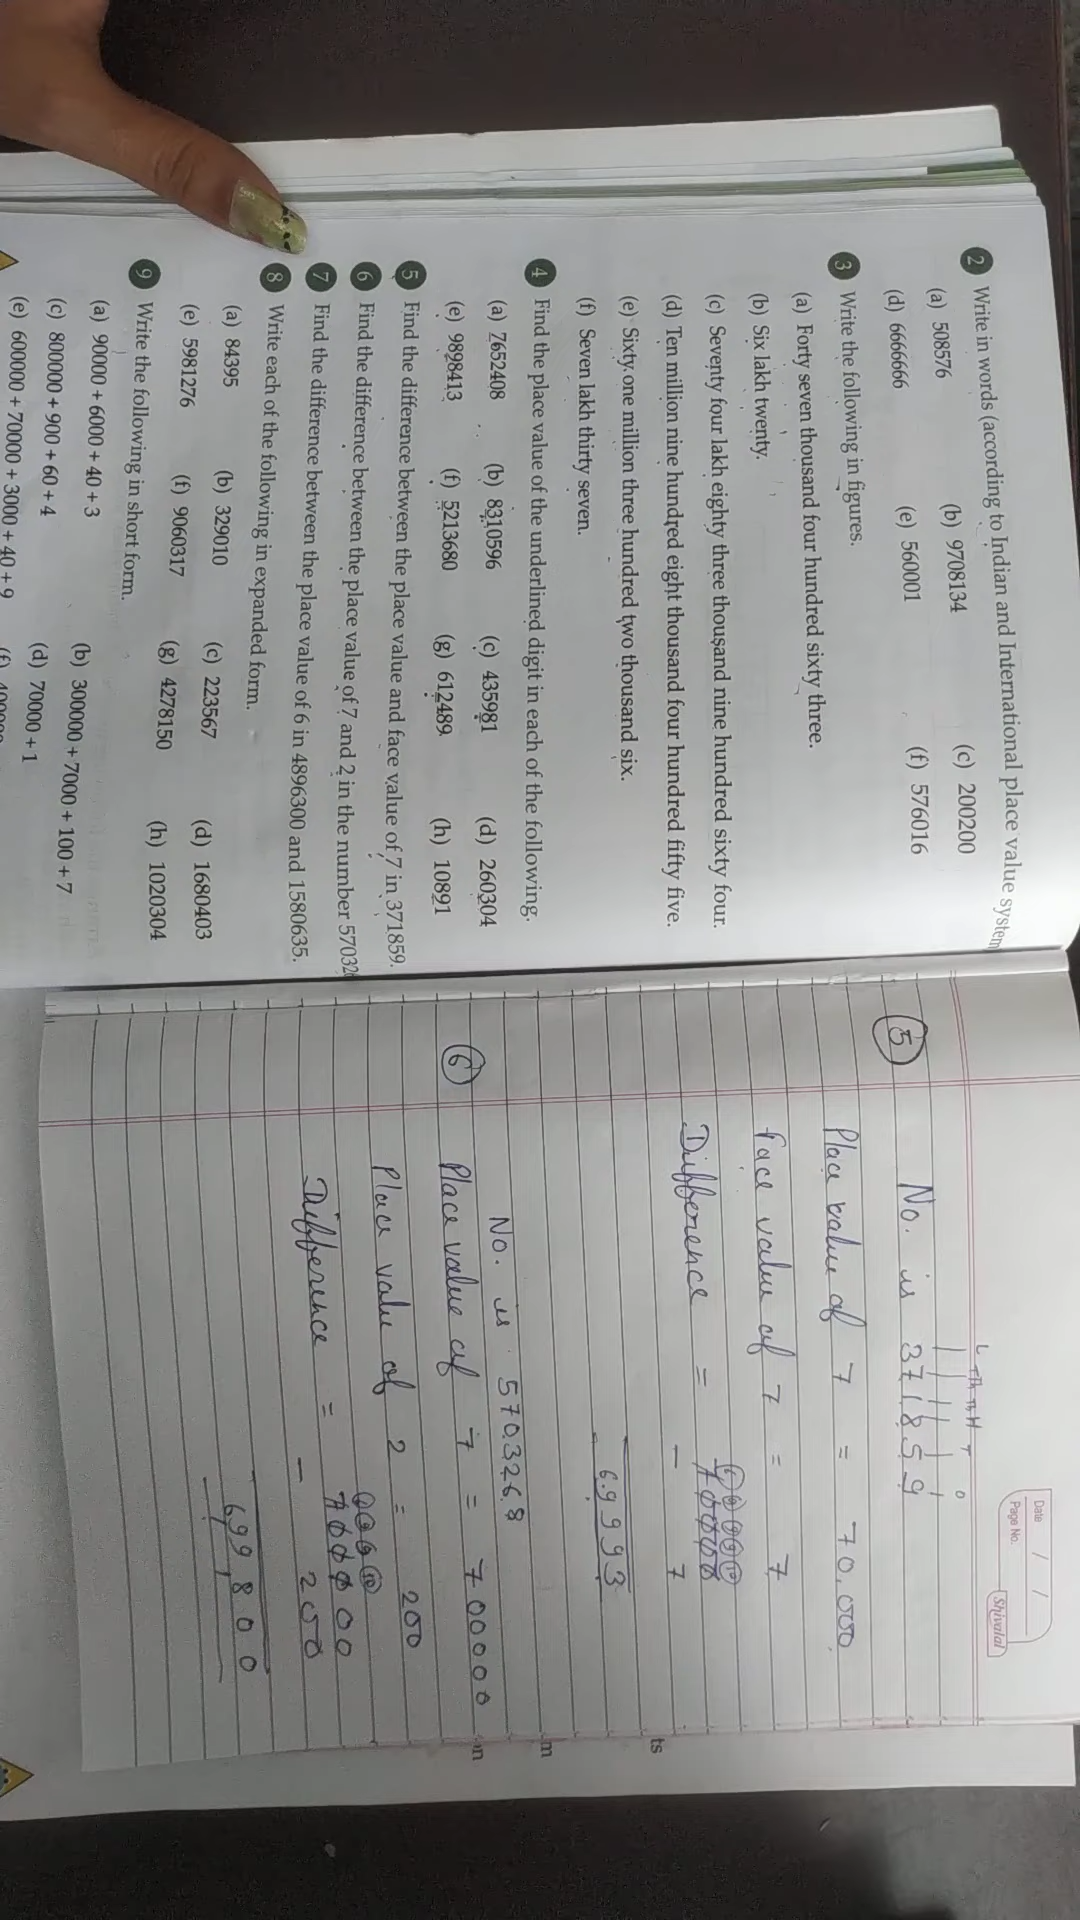 2 Write in words (according to Indian and International place value system
(a) 508576 (b) 9708134 (c) 200200
(d) 666666 (e) 560001 (f) 576016
3 Write the following in figures.
(a) Forty seven thousand four hundred sixty three.
(b) Six lakh twenty.
(c) Seventy four lakh eighty three thousand nine hundred sixty four.
(d) Ten million nine hundred eight thousand four hundred fifty five.
(e) Sixty one million three hundred two thousand six.
(f) Seven lakh thirty seven.
4 Find the place value of the underlined digit in each of the following.
(a) 7652408 (b) 8310596 (c) 435981 (d) 260304
(e) 9898413 (f) 5213680 (g) 612489 (h) 10891
5 Find the difference between the place value and face value of 7 in 371859.
6 Find the difference between the place value of 7 and 2 in the number 57032
7 Find the difference between the place value of 6 in 4896300 and 1580635.
8 Write each of the following in expanded form.
(a) 84395 (b) 329010 (c) 223567 (d) 1680403
(e) 5981276 (f) 9060317 (g) 4278150 (h) 1020304
9 Write the following in short form.
(a) 90000 + 6000 + 40 + 3 (b) 300000 + 7000 + 100 + 7
(c) 800000 + 900 + 60 + 4 (d) 70000 + 1
(e) 600000 + 70000 + 3000 + 40 + 9 (f)
Date / /
Page No.
Shivalal
L TTh Th H T O
5 No. is 371859
Place value of 7 = 70,000
face value of 7 = 7
Difference = 70000
- 7
69993
No. is 5703268
6 Place value of 7 = 700000
Place value of 2 = 200
Difference = 700000
- 200
699800
ts
m
in